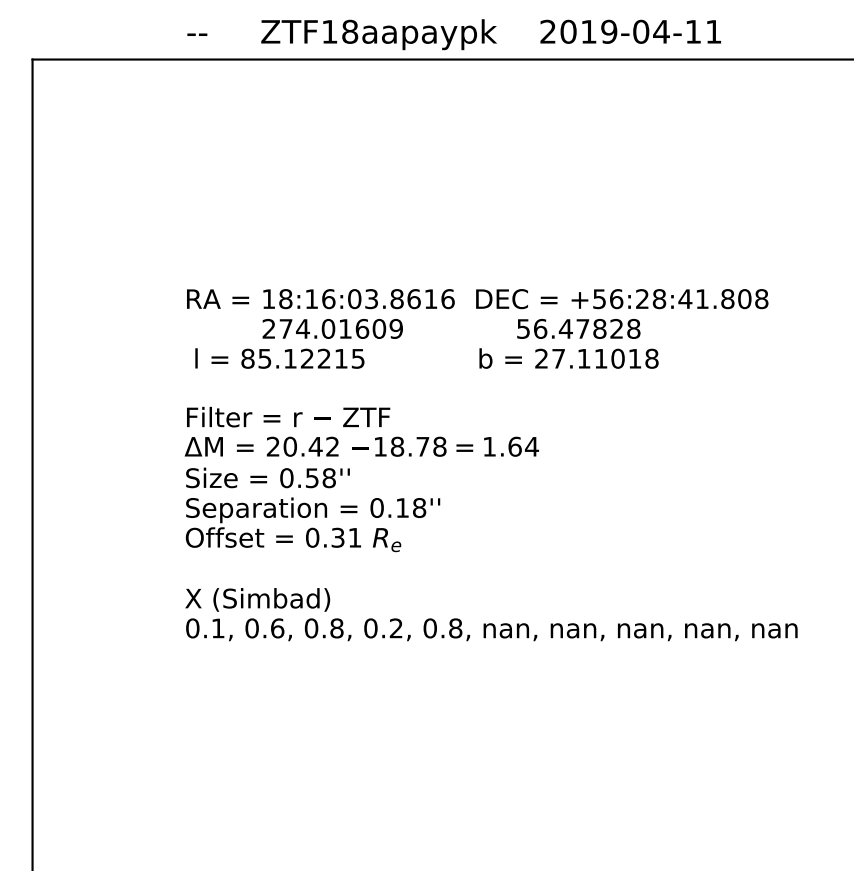 -- ZTF18aapaypk 2019-04-11
RA = 18:16:03.8616 DEC = +56:28:41.808
274.01609 56.47828
l = 85.12215 b = 27.11018
Filter = r − ZTF
ΔM = 20.42 −18.78 = 1.64
Size = 0.58''
Separation = 0.18''
Offset = 0.31 Re
X (Simbad)
0.1, 0.6, 0.8, 0.2, 0.8, nan, nan, nan, nan, nan